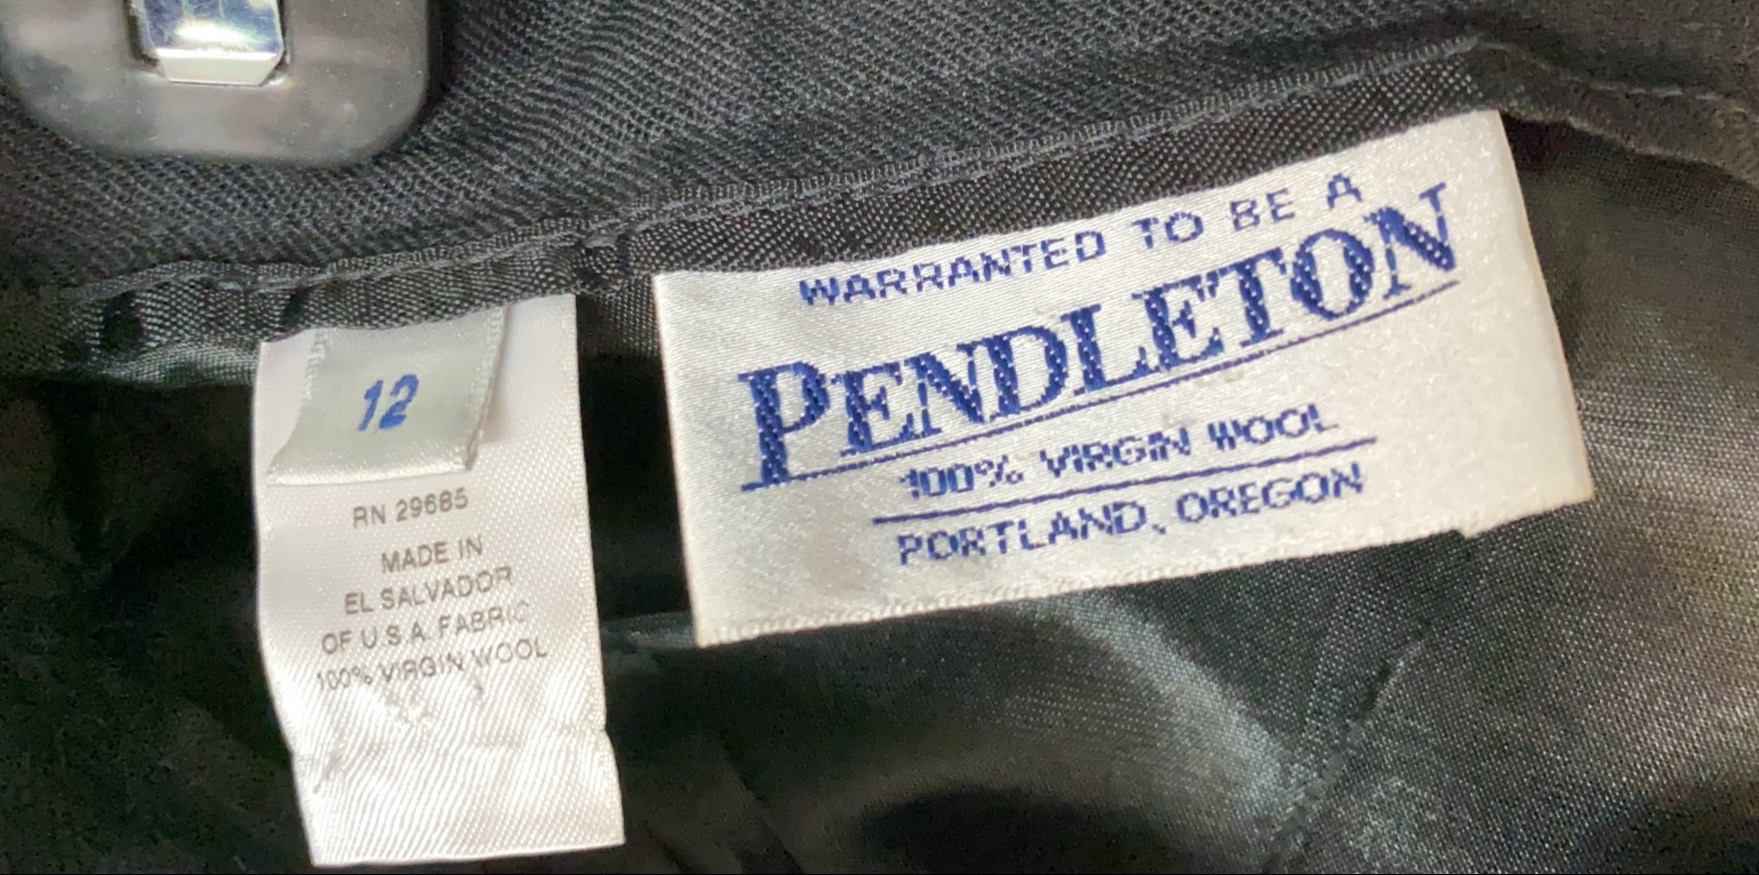 12
RN 29685
MADE IN
EL SALVADOR
OF U.S.A. FABRIC
100% VIRGIN WOOL
WARRANTED TO BE A
PENDLETON
100% VIRGIN WOOL
PORTLAND, OREGON